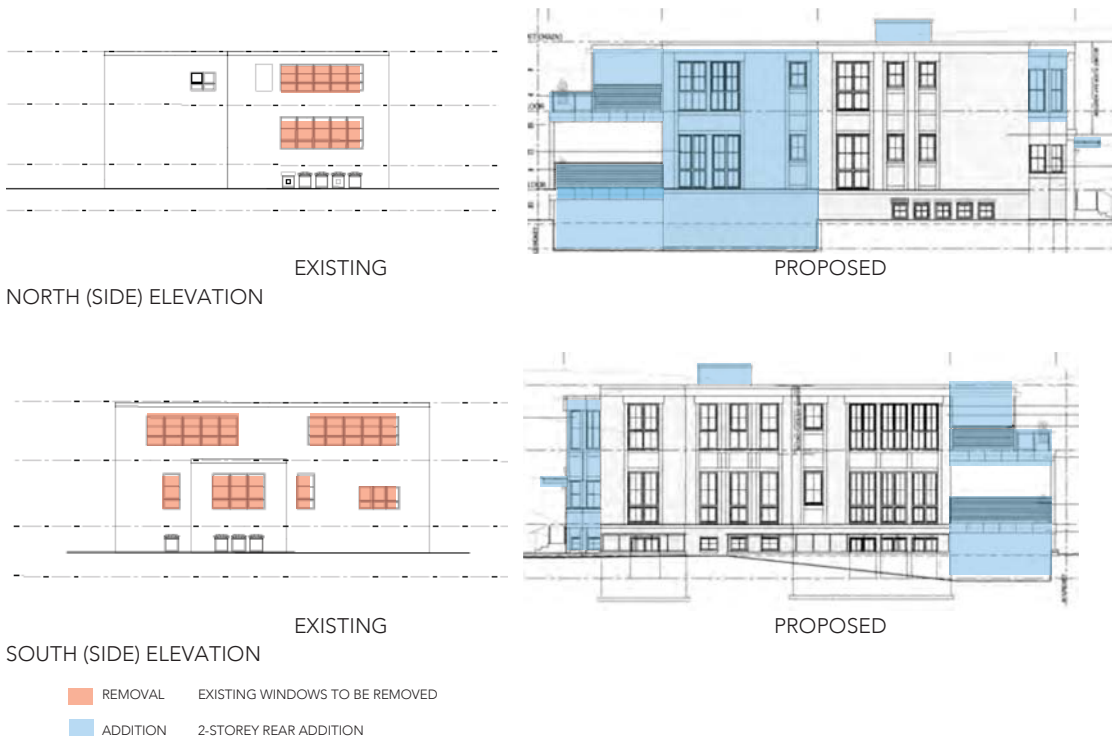 EXISTING
PROPOSED
NORTH (SIDE) ELEVATION
EXISTING
PROPOSED
SOUTH (SIDE) ELEVATION
REMOVAL EXISTING WINDOWS TO BE REMOVED
ADDITION 2-STOREY REAR ADDITION